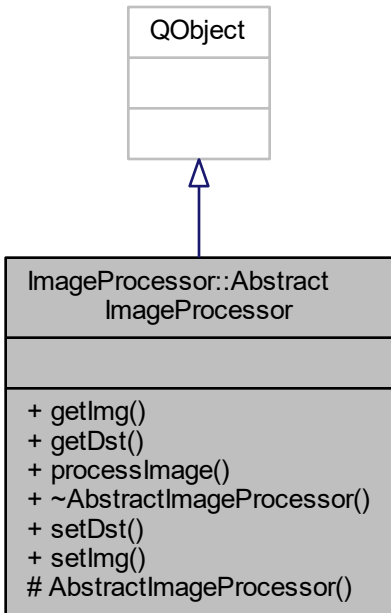 QObject
ImageProcessor::Abstract
ImageProcessor
+ getImg()
+ getDst()
+ processImage()
+ ~AbstractImageProcessor()
+ setDst()
+ setImg()
# AbstractImageProcessor()